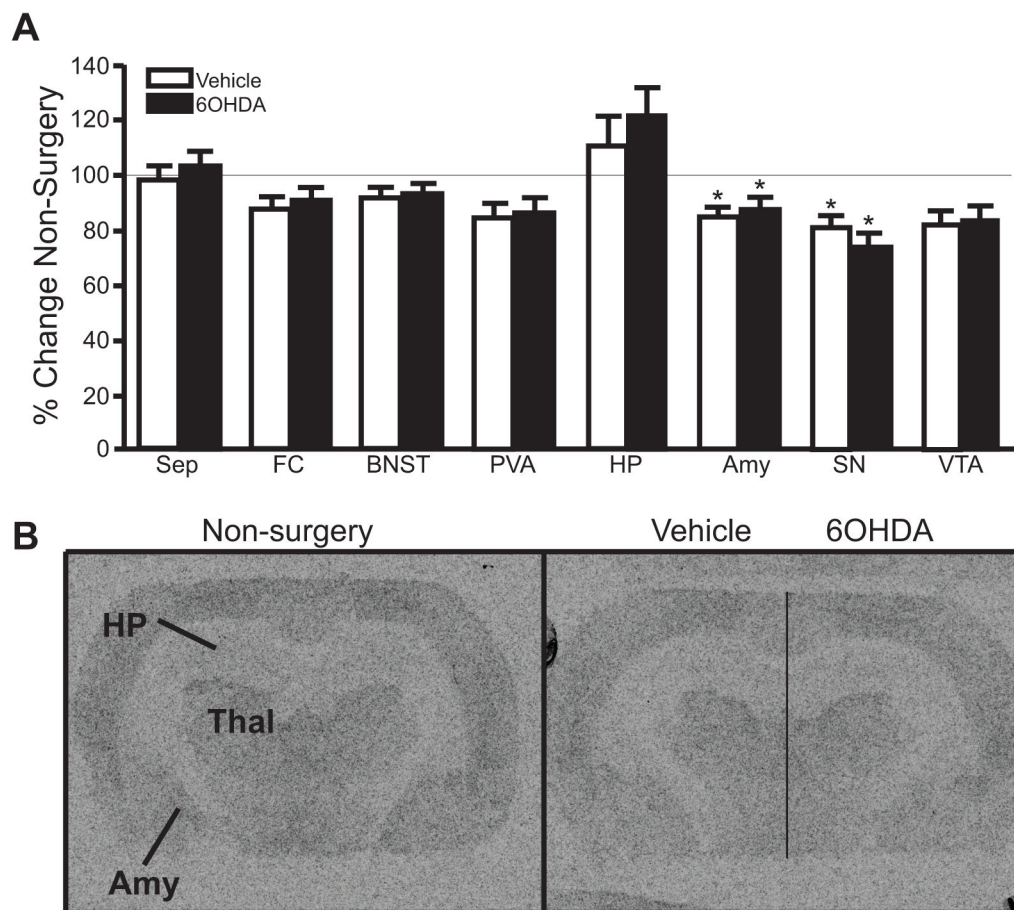 A
% Change Non-Surgery
140
120
100
80
60
40
20
0
Vehicle
6OHDA
* * * *
Sep FC BNST PVA HP Amy SN VTA
B
Non-surgery Vehicle 6OHDA
HP
Thal
Amy